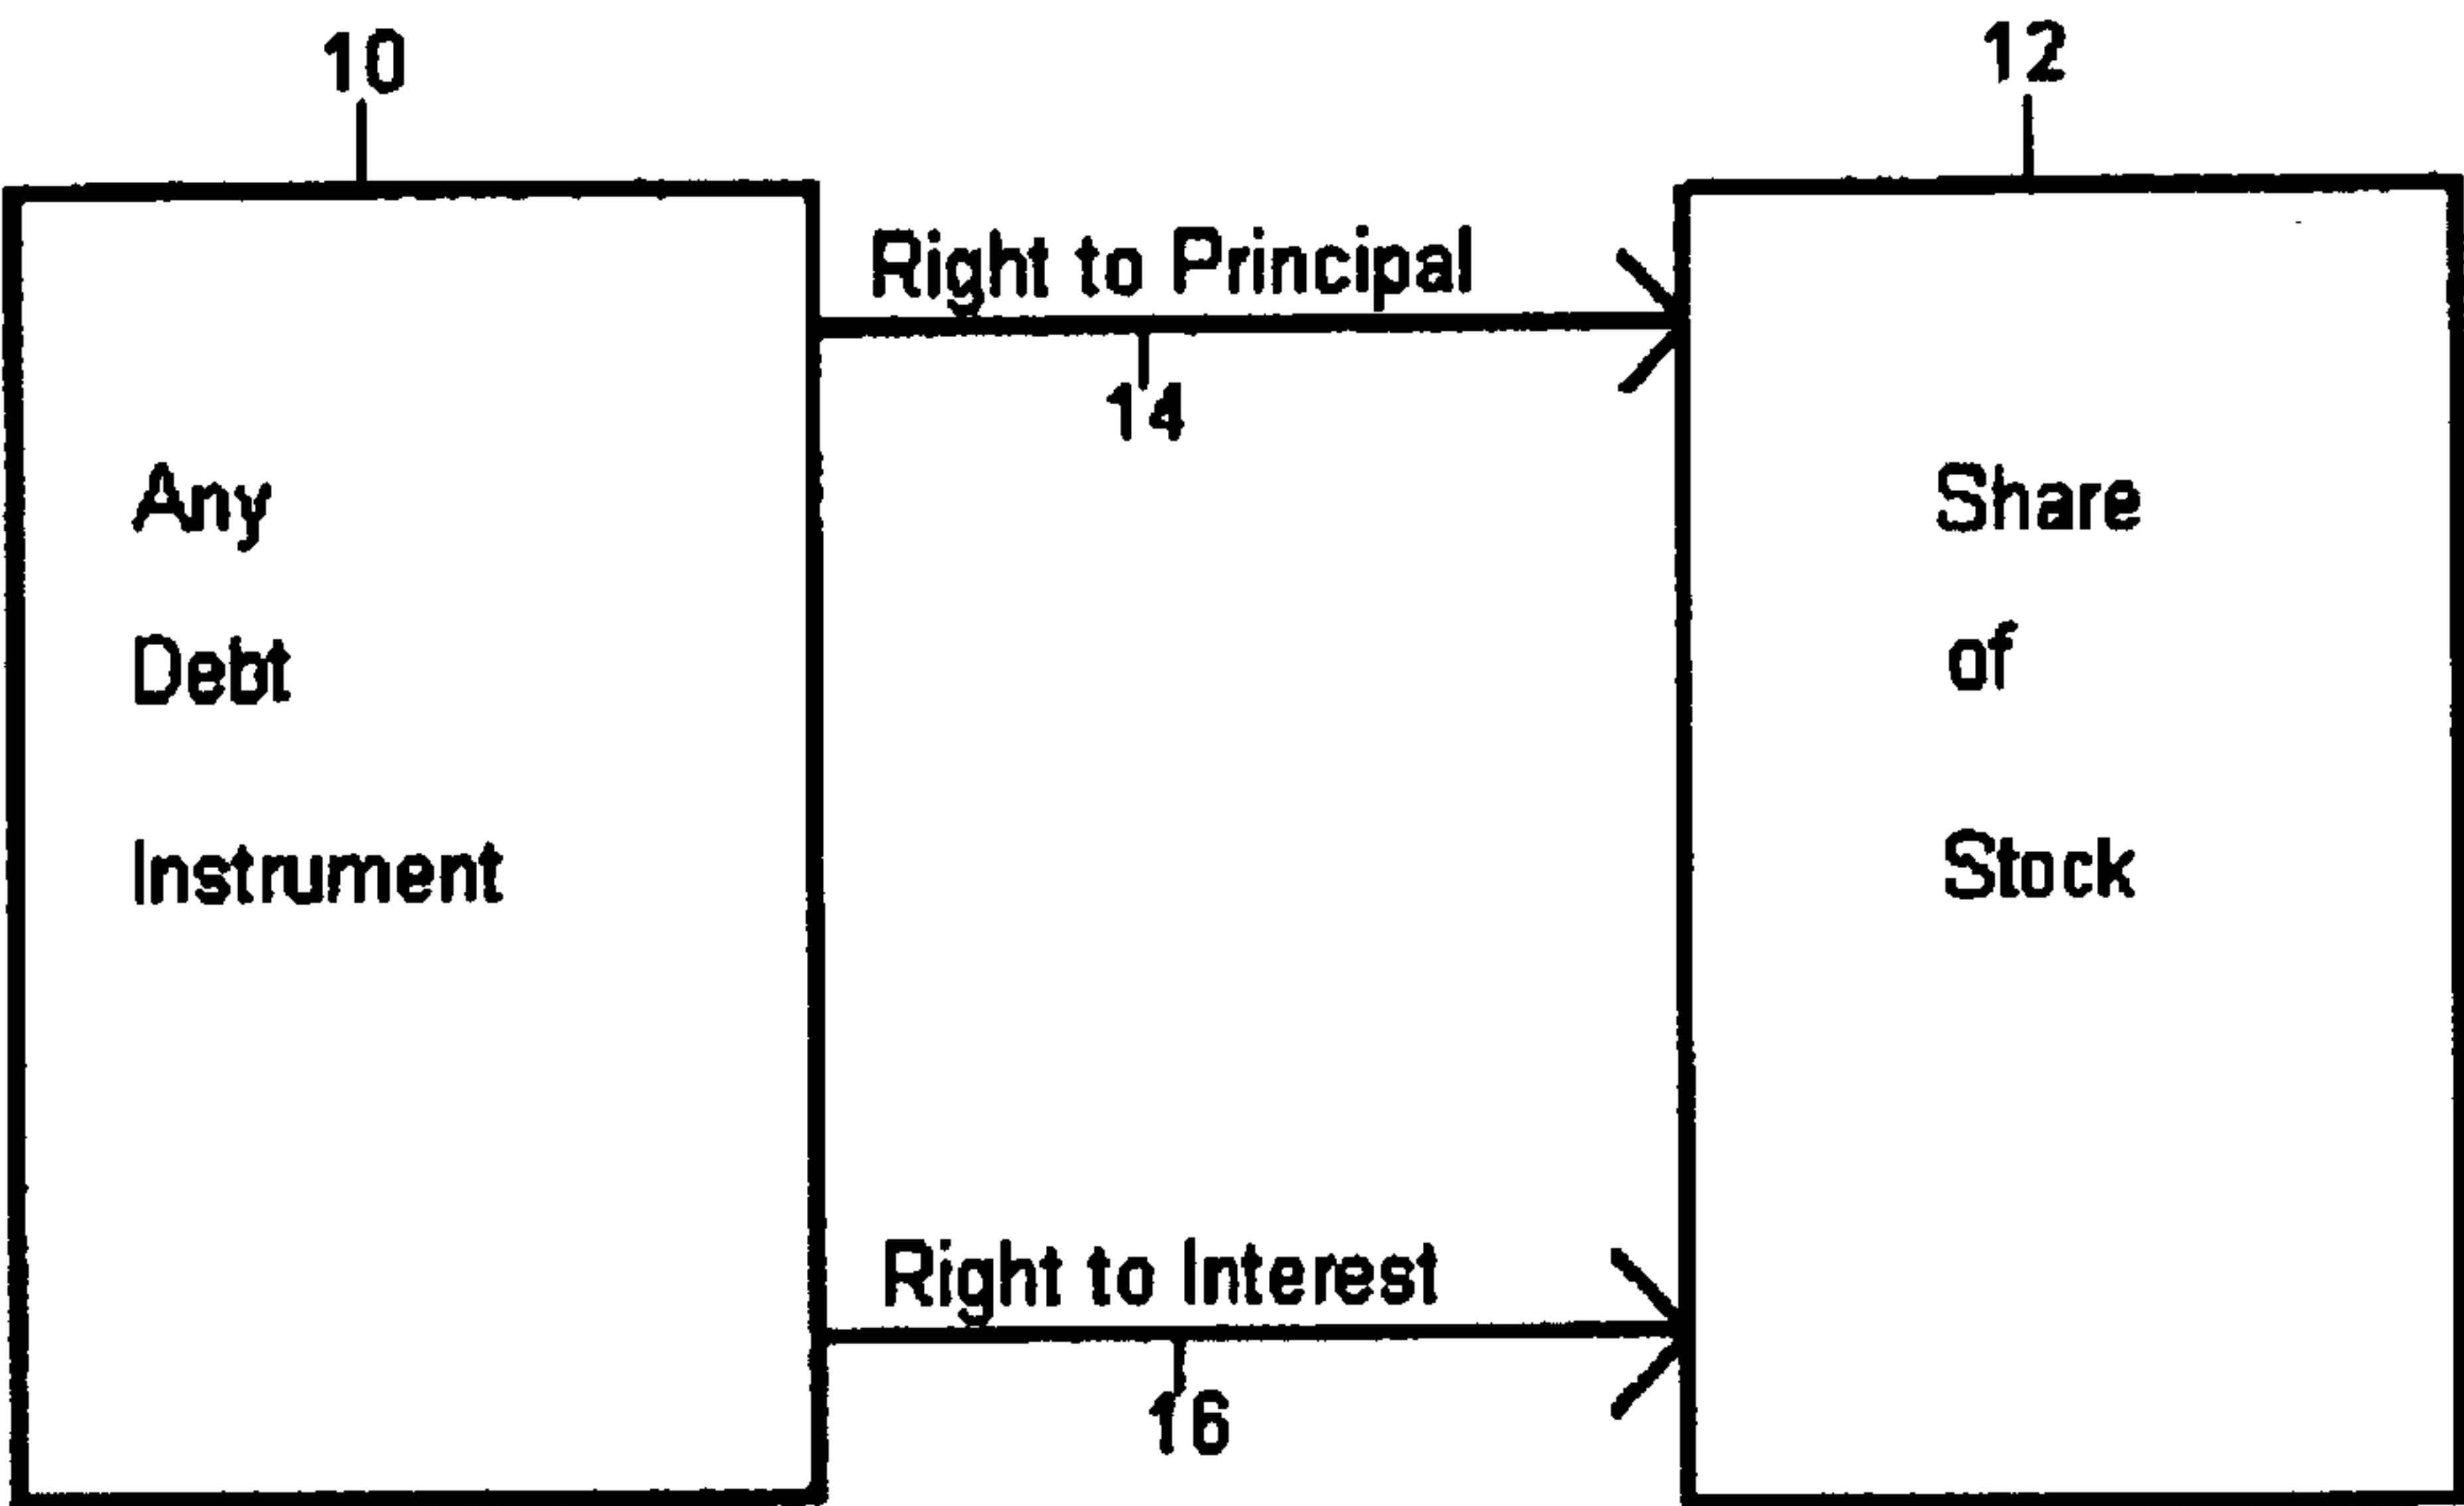 10
12
Right to Principal
14
Any
Debt
Instrument
Share
of
Stock
Right to Interest
16